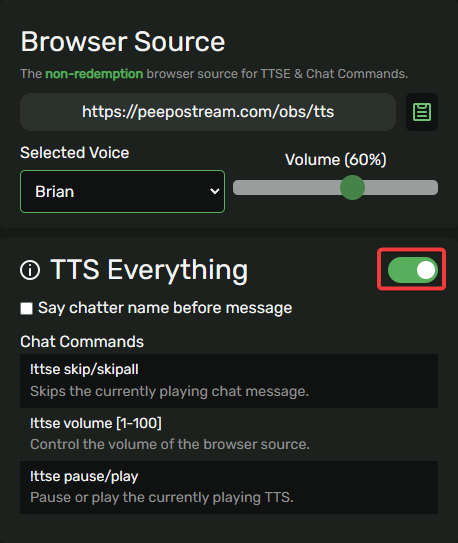 Browser Source
The non-redemption browser source for TTSE & Chat Commands.
https://peepostream.com/obs/tts
Selected Voice
Volume (60%)
Brian
TTS Everything
Say chatter name before message
Chat Commands
!ttse skip/skipall
Skips the currently playing chat message.
!ttse volume [1-100]
Control the volume of the browser source.
!ttse pause/play
Pause or play the currently playing TTS.